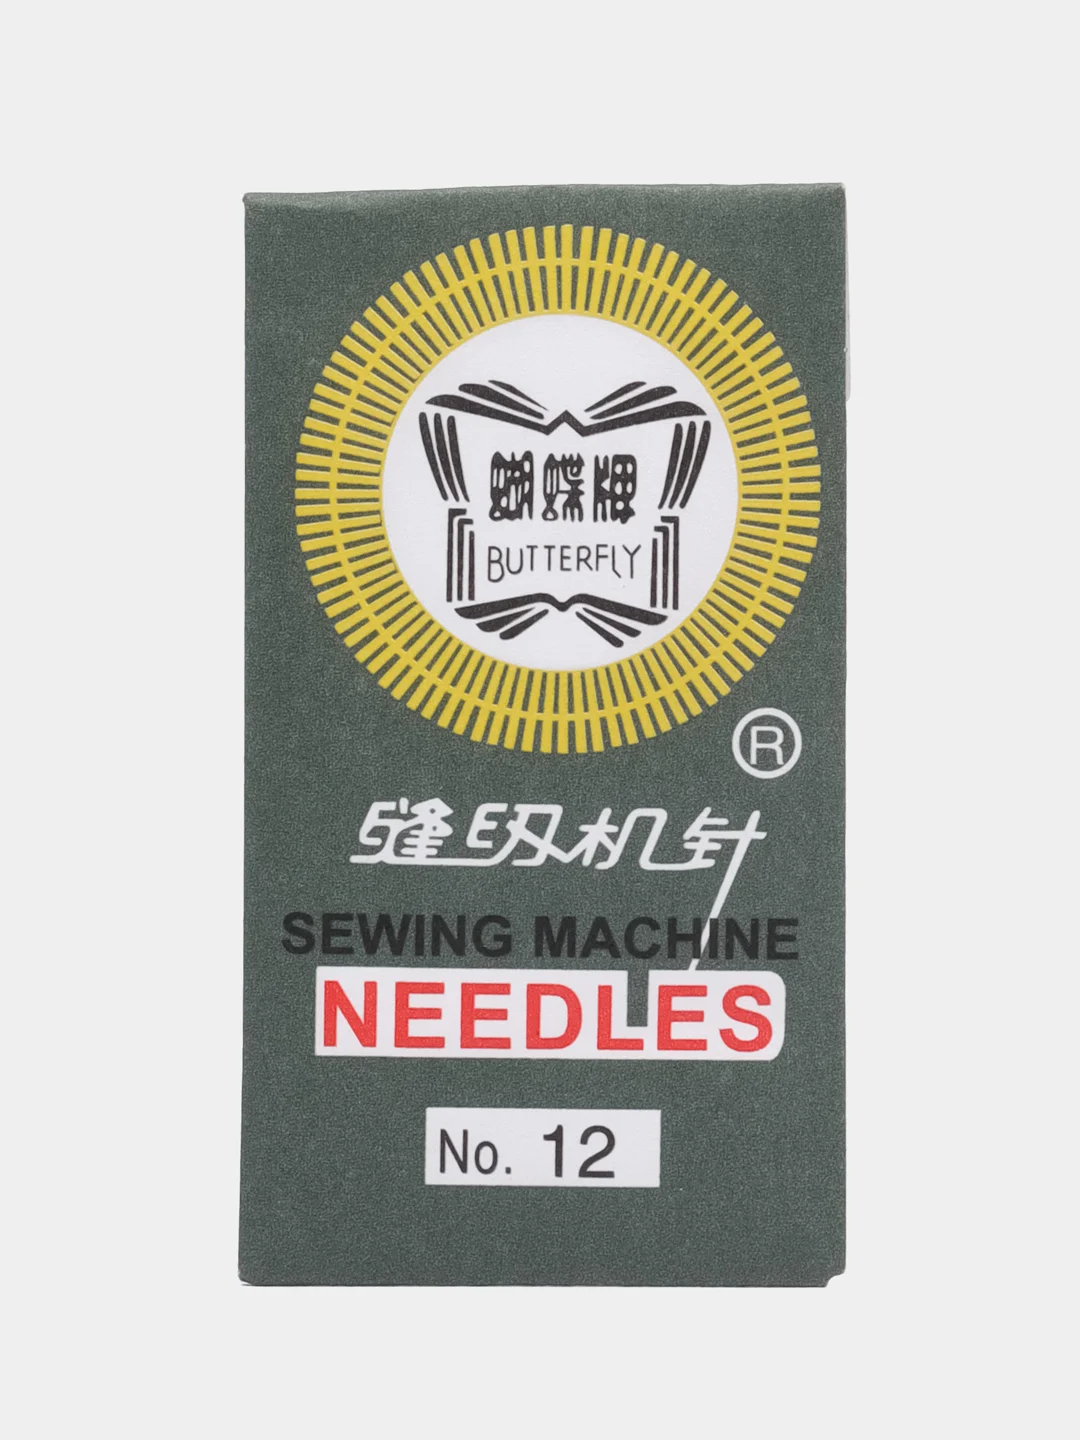 蝴蝶牌
BUTTERFLY
®
缝纫机针
SEWING MACHINE
NEEDLES
No. 12